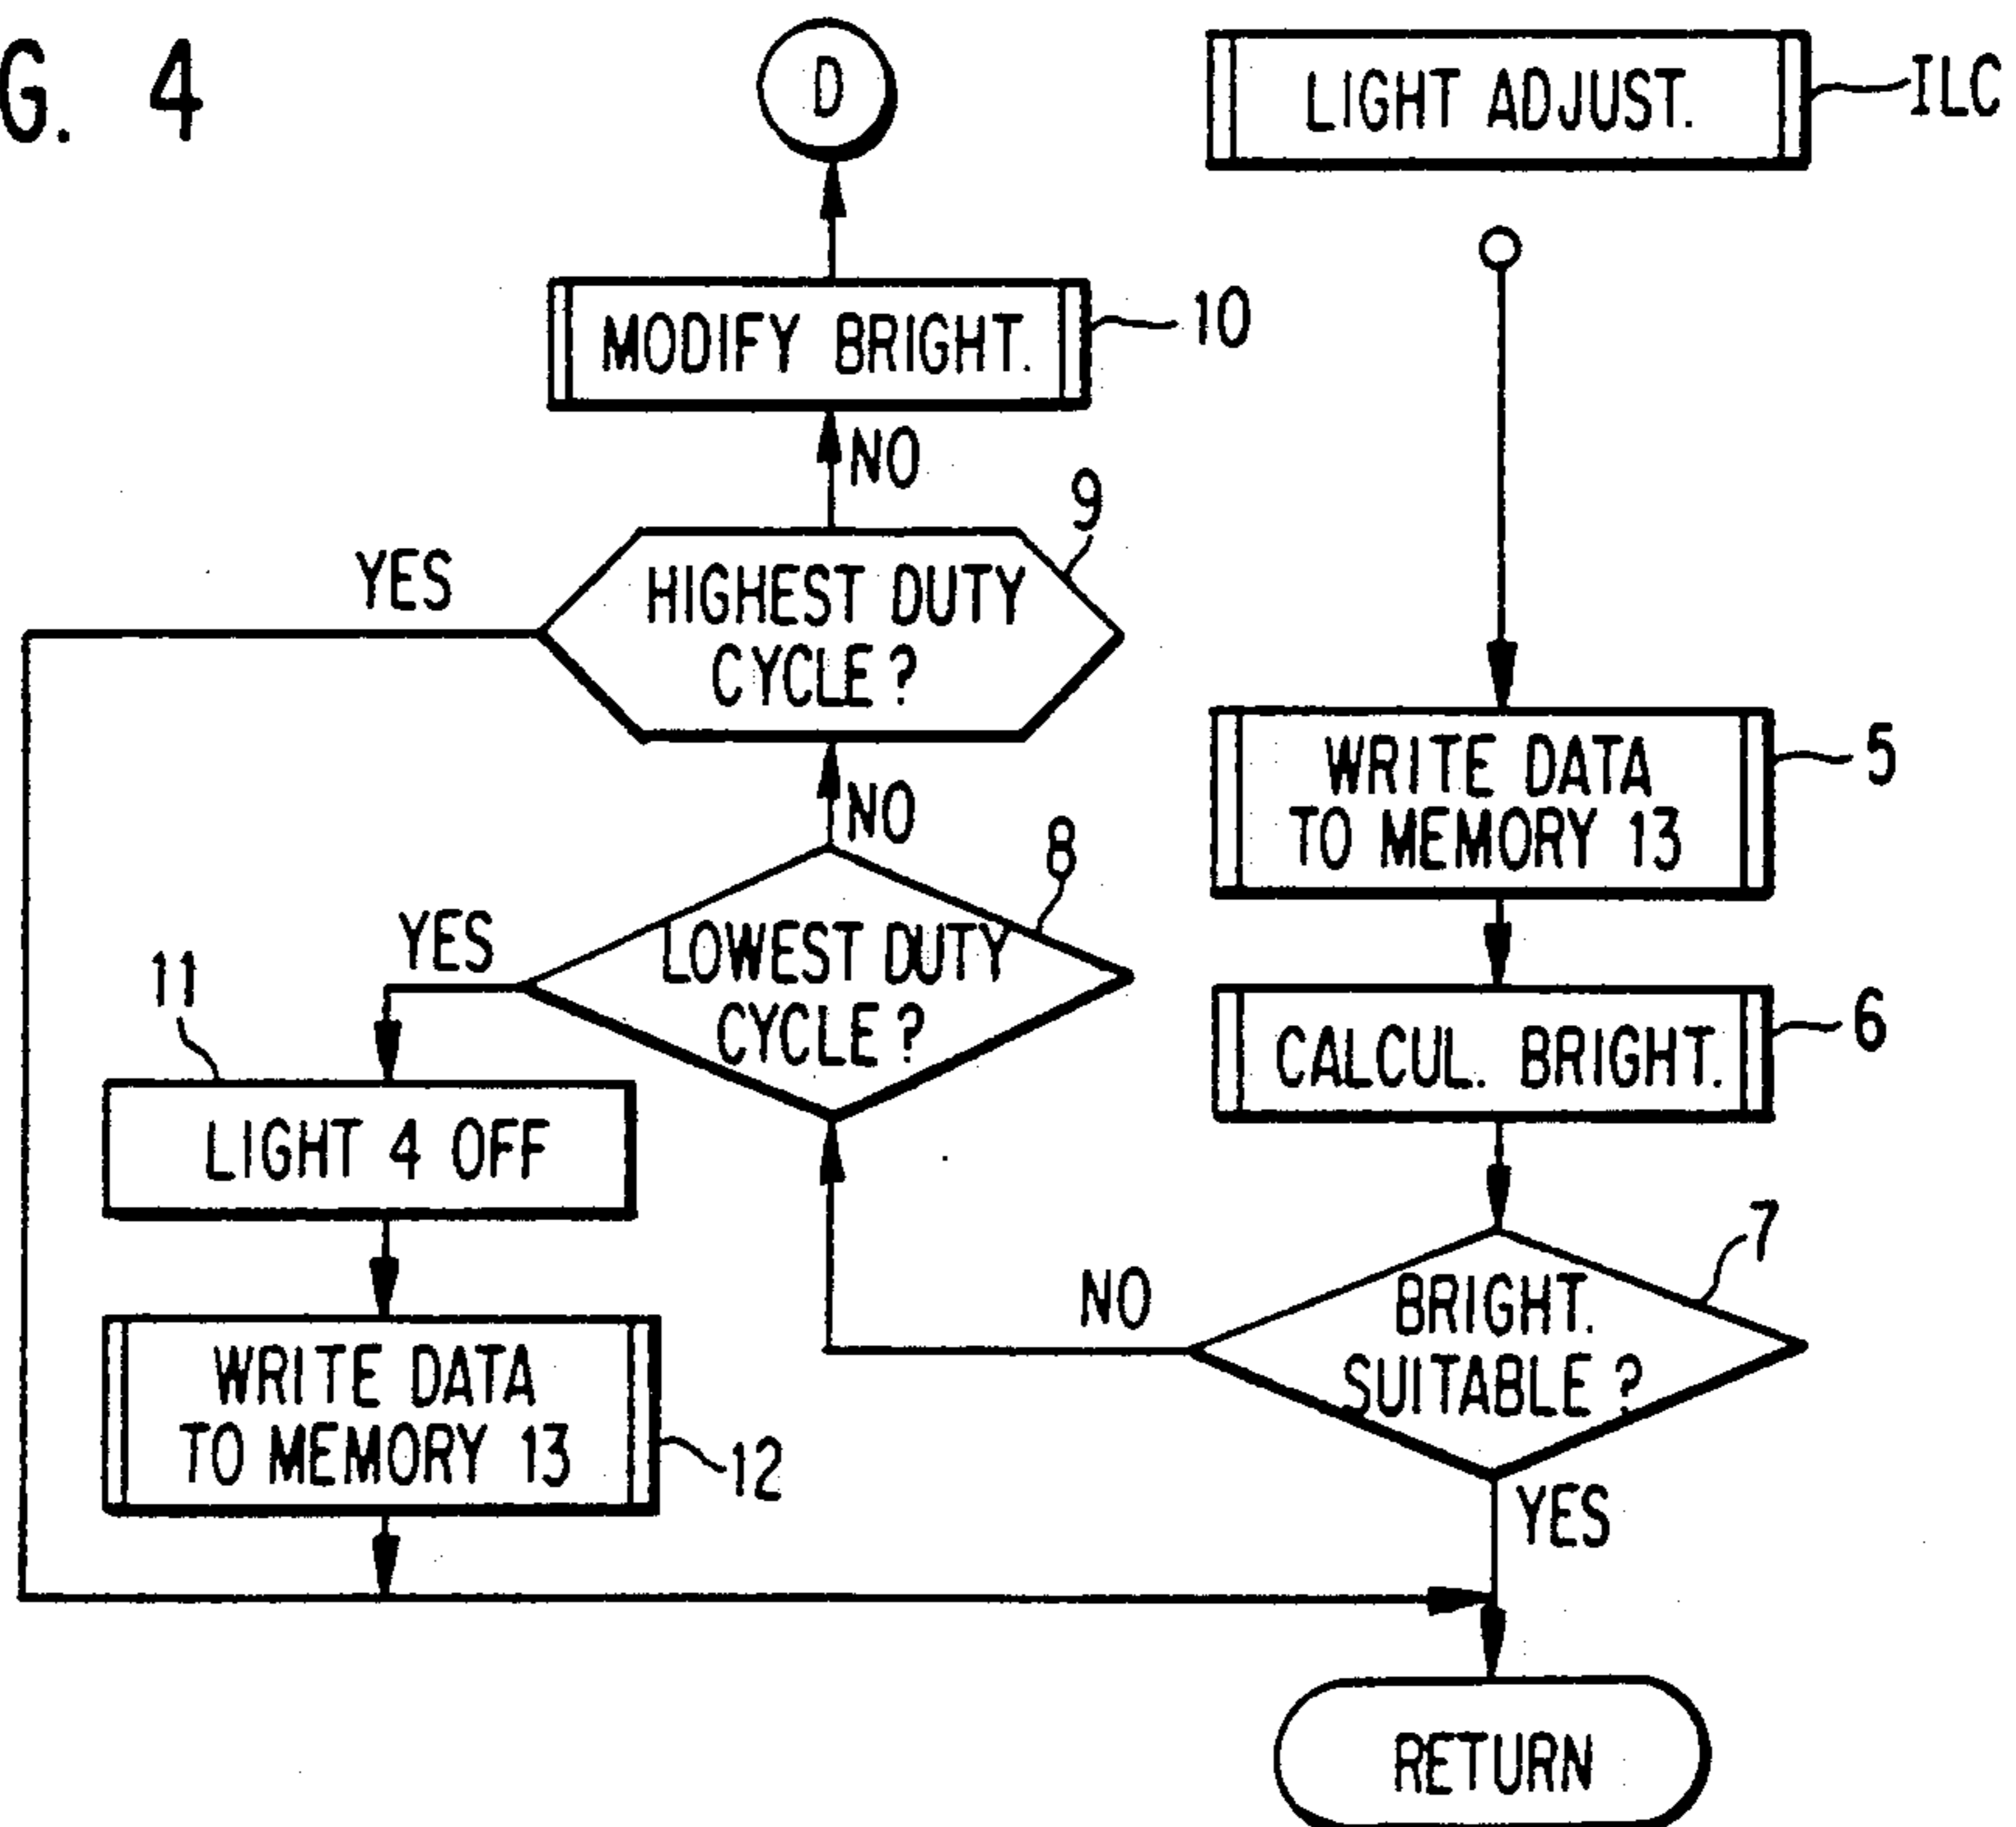 G. 4
D
LIGHT ADJUST.
ILC
MODIFY BRIGHT.
10
NO
9
YES
HIGHEST DUTY
CYCLE?
NO
8
YES
LOWEST DUTY
CYCLE?
11
LIGHT 4 OFF
WRITE DATA
TO MEMORY 13
12
WRITE DATA
TO MEMORY 13
5
CALCUL. BRIGHT.
6
7
NO
BRIGHT.
SUITABLE?
YES
RETURN